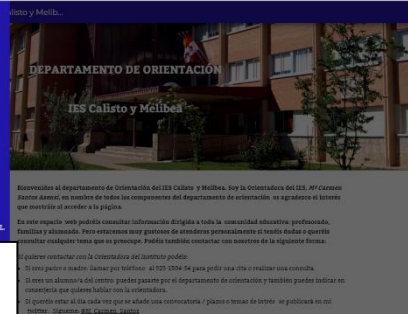 alisto y Melib...
DEPARTAMENTO DE ORIENTACIÓN
IES Calisto y Melibea
Bienvenidos al departamento de Orientación del IES Calisto y Melibea. Soy la Orientadora del IES, Mª Carmen
Santos Asensi, en nombre de todos los componentes del departamento de orientación os agradezco el interés
que mostráis al acceder a la página.
En este espacio web podréis consultar información dirigida a toda la comunidad educativa: profesorado,
familias y alumnado. Pero estaremos muy gustosos de atenderos personalmente si tenéis dudas o queréis
consultar cualquier tema que os preocupe. Podéis también contactar con nosotros de la siguiente forma:
Si quieres contactar con la Orientadora del instituto podéis:
Si eres padre o madre: llamar por teléfono al 923-1504-54 para pedir una cita o realizar una consulta
Si eres un alumno/a del centro: puedes pasarte por el departamento de orientación y también puedes indicar en
conserjería que quieres hablar con la orientadora.
Si queréis estar al día cada vez que se añade una convocatoria / plazos o temas de interés se publicará en mi
twitter. Sígueme: @M_Carmen_Santos